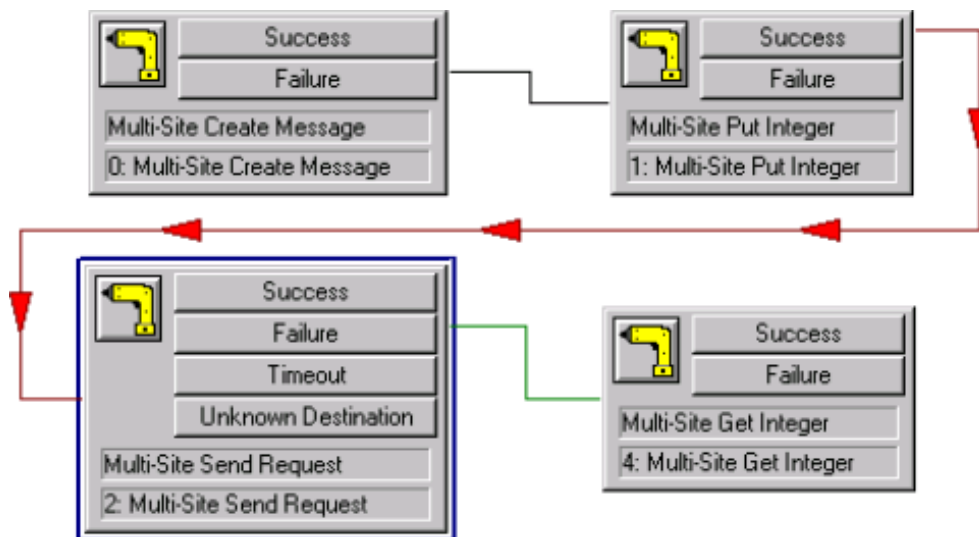 Success
Failure
Multi-Site Create Message
0: Multi-Site Create Message
Success
Failure
Multi-Site Put Integer
1: Multi-Site Put Integer
Success
Failure
Timeout
Unknown Destination
Multi-Site Send Request
2: Multi-Site Send Request
Success
Failure
Multi-Site Get Integer
4: Multi-Site Get Integer